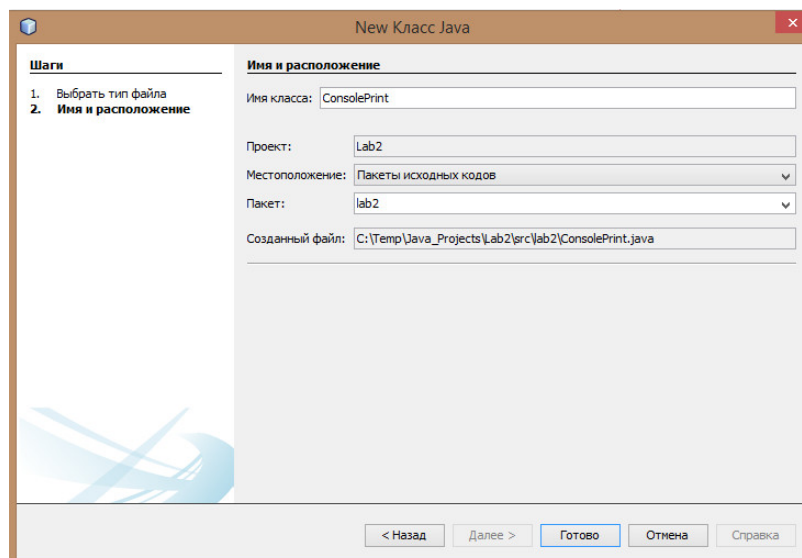 New Класс Java
Шаги
1. Выбрать тип файла
2. Имя и расположение
Имя и расположение
Имя класса: ConsolePrint
Проект: Lab2
Местоположение: Пакеты исходных кодов
Пакет: lab2
Созданный файл: C:\Temp\Java_Projects\Lab2\src\lab2\ConsolePrint.java
< Назад Далее > Готово Отмена Справка